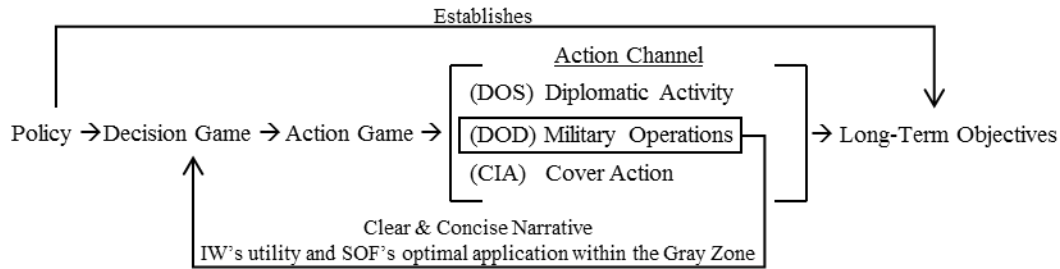 Establishes
Action Channel
(DOS) Diplomatic Activity
Policy → Decision Game → Action Game → (DOD) Military Operations → Long-Term Objectives
(CIA) Cover Action
Clear & Concise Narrative
IW's utility and SOF's optimal application within the Gray Zone